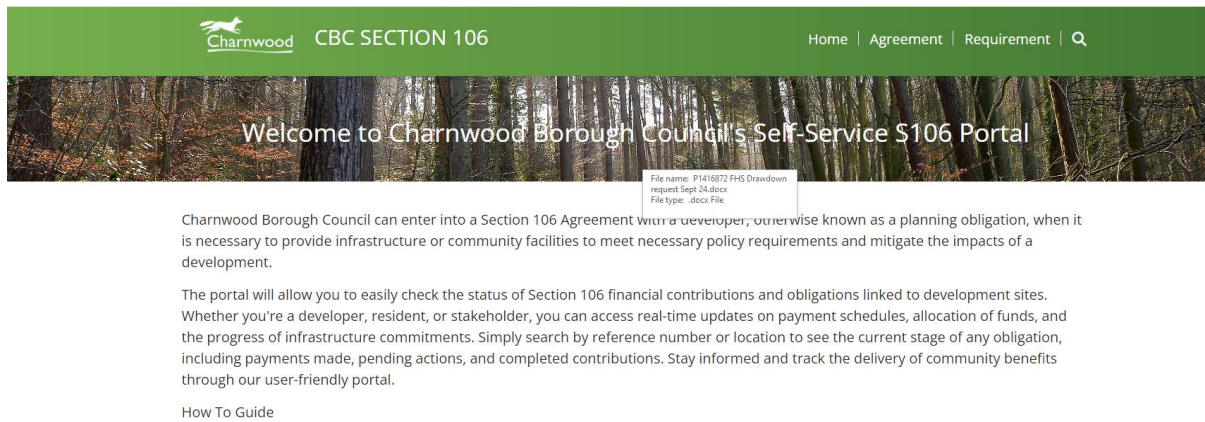 Charnwood CBC SECTION 106 Home | Agreement | Requirement |
Welcome to Charnwood Borough Council's Self-Service S106 Portal
File name: P1416872 FHS Drawdown
request Sept 24.docx
File type: .docx File
Charnwood Borough Council can enter into a Section 106 Agreement with a developer, otherwise known as a planning obligation, when it
is necessary to provide infrastructure or community facilities to meet necessary policy requirements and mitigate the impacts of a
development.
The portal will allow you to easily check the status of Section 106 financial contributions and obligations linked to development sites.
Whether you're a developer, resident, or stakeholder, you can access real-time updates on payment schedules, allocation of funds, and
the progress of infrastructure commitments. Simply search by reference number or location to see the current stage of any obligation,
including payments made, pending actions, and completed contributions. Stay informed and track the delivery of community benefits
through our user-friendly portal.
How To Guide